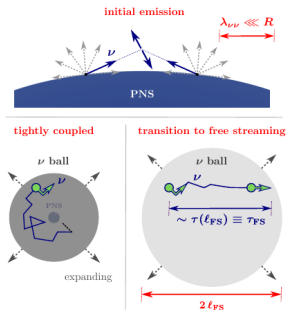 initial emission
λνν ⋘ R
ν
PNS
tightly coupled
transition to free streaming
ν ball
ν
PNS
expanding
ν ball
ν
∼ τ(ℓFS) ≡ τFS
2 ℓFS